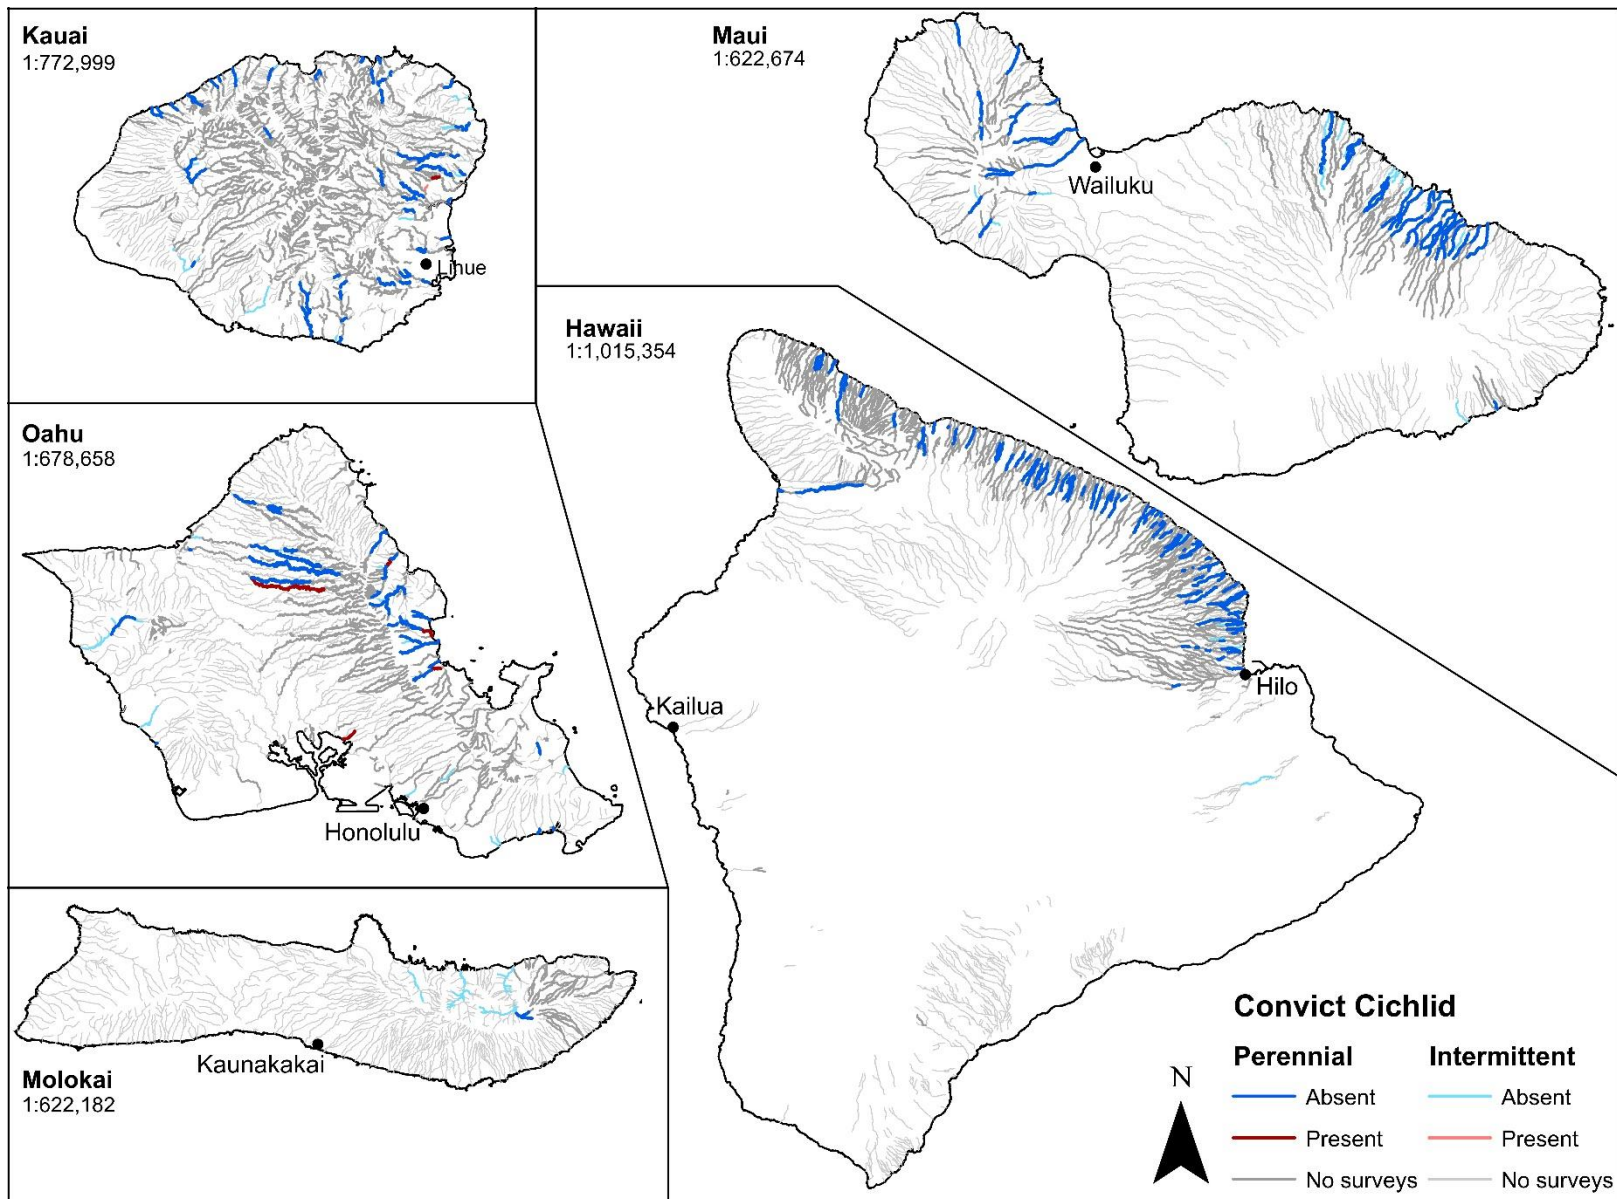 Kauai
1:772,999
Lihue
Maui
1:622,674
Wailuku
Hawaii
1:1,015,354
Kailua
Hilo
Oahu
1:678,658
Honolulu
Kaunakakai
Molokai
1:622,182
N
Convict Cichlid
Perennial Intermittent
Absent Absent
Present Present
No surveys No surveys